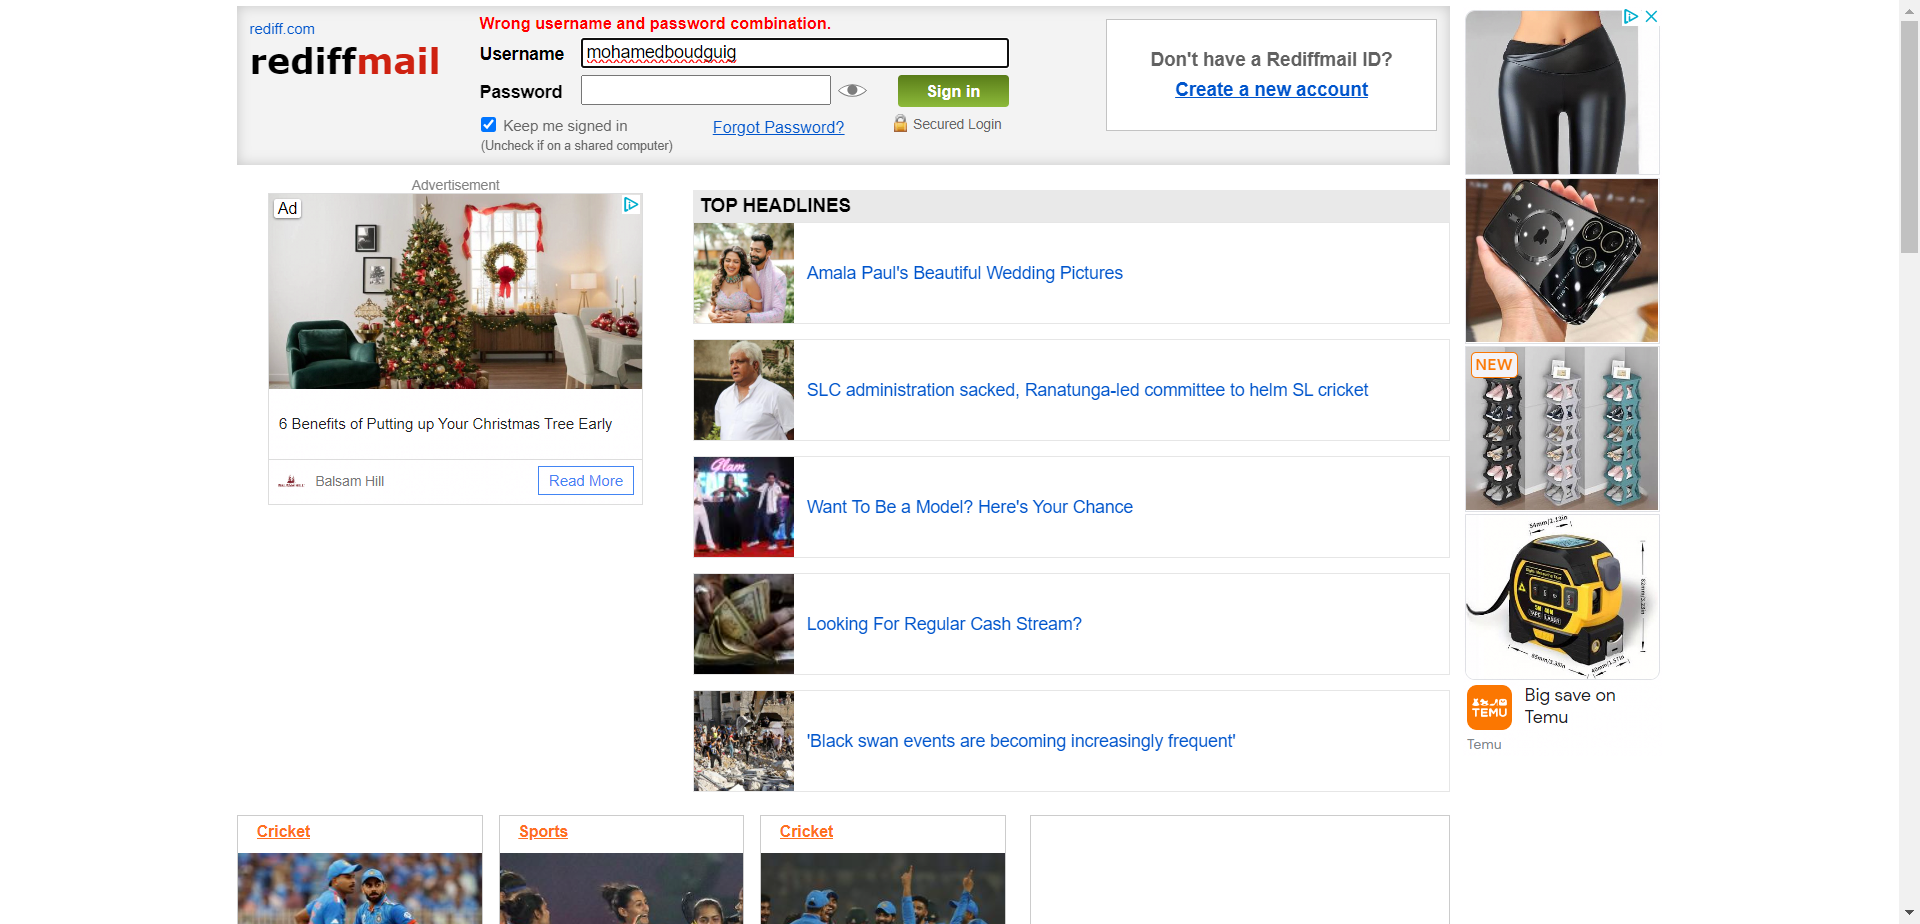 rediff.com
rediffmail
Wrong username and password combination.
Username mohamedboudguig
Password
Sign in
Keep me signed in
(Uncheck if on a shared computer)
Forgot Password?
Secured Login
Don't have a Rediffmail ID?
Create a new account
Advertisement
Ad
6 Benefits of Putting up Your Christmas Tree Early
Balsam Hill
Read More
TOP HEADLINES
Amala Paul's Beautiful Wedding Pictures
SLC administration sacked, Ranatunga-led committee to helm SL cricket
Glam
Want To Be a Model? Here's Your Chance
Looking For Regular Cash Stream?
'Black swan events are becoming increasingly frequent'
NEW
TEMU
Big save on
Temu
Temu
Cricket
Sports
Cricket